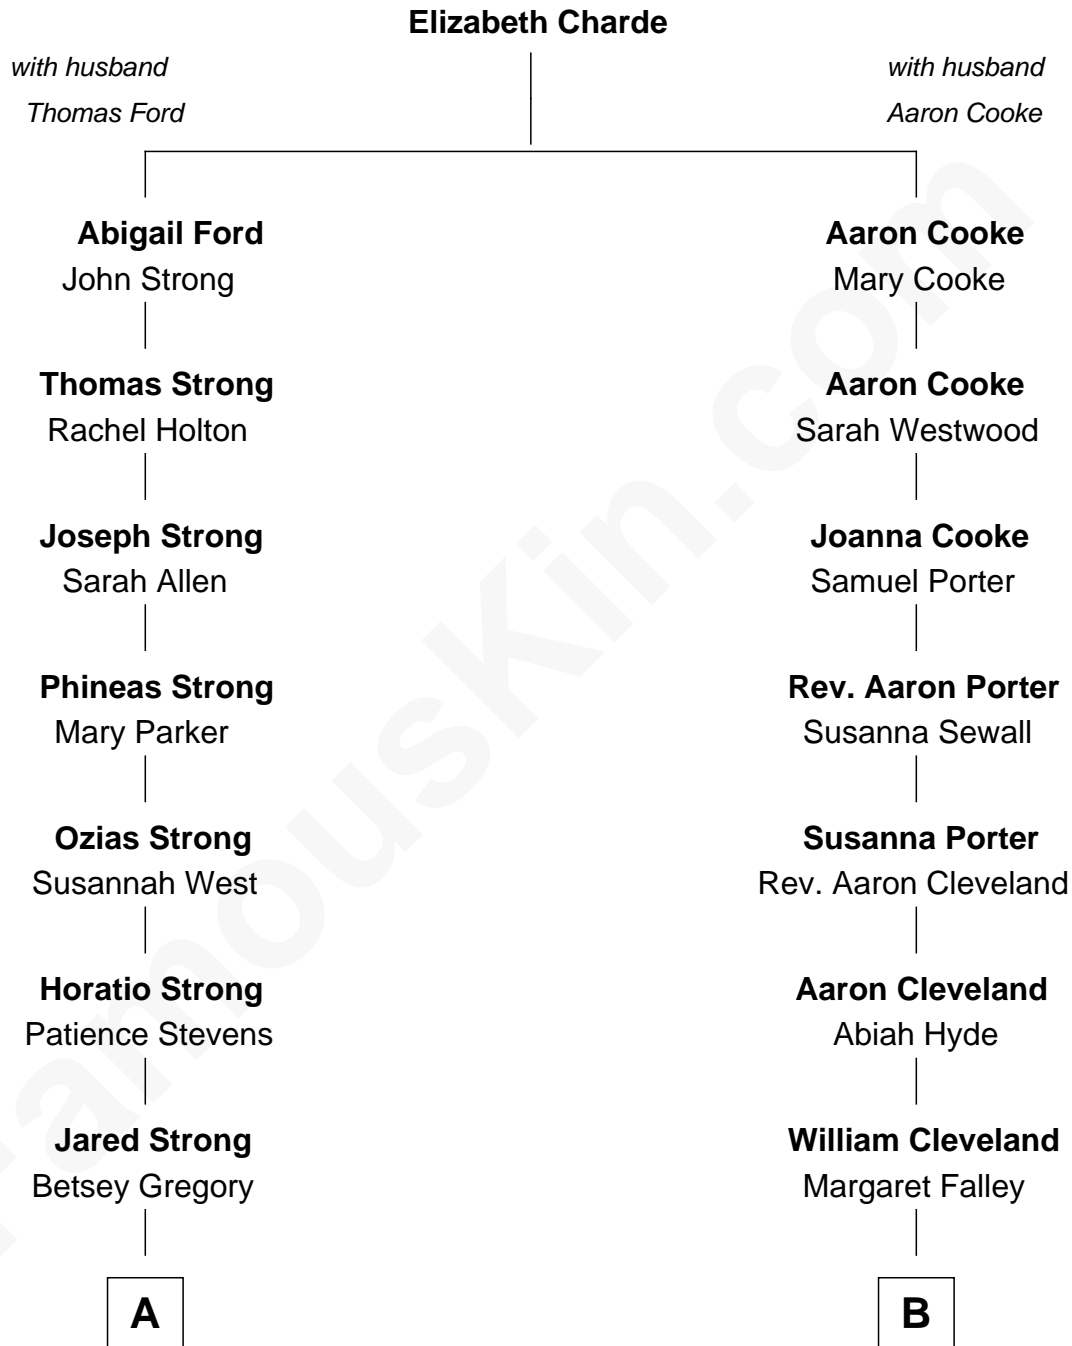 Elizabeth Charde
with husband
Thomas Ford
with husband
Aaron Cooke
Abigail Ford
John Strong
Aaron Cooke
Mary Cooke
Thomas Strong
Rachel Holton
Aaron Cooke
Sarah Westwood
Joseph Strong
Sarah Allen
Joanna Cooke
Samuel Porter
Phineas Strong
Mary Parker
Rev. Aaron Porter
Susanna Sewall
Ozias Strong
Susannah West
Susanna Porter
Rev. Aaron Cleveland
Horatio Strong
Patience Stevens
Aaron Cleveland
Abiah Hyde
Jared Strong
Betsey Gregory
William Cleveland
Margaret Falley
A
B
FamousKin.com